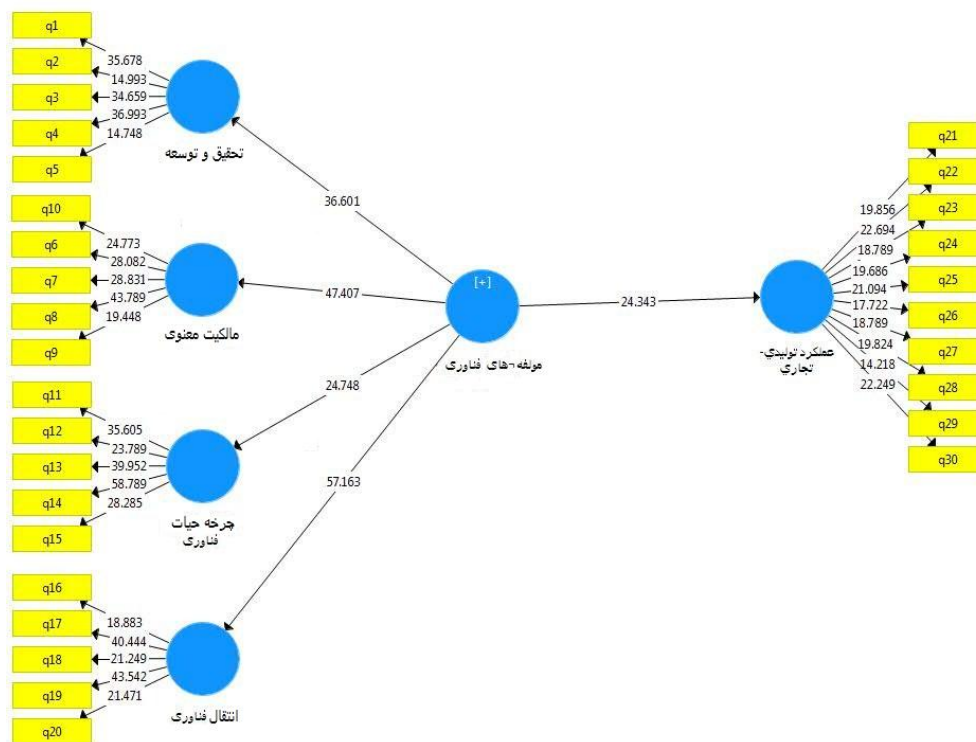 q1
q2
q3
q4
q5
35.678
14.993
34.659
36.993
14.748
تحقیق و توسعه
q10
q6
q7
q8
q9
24.773
28.082
28.831
43.789
19.448
مالکیت معنوی
q11
q12
q13
q14
q15
35.605
23.789
39.952
58.789
28.285
چرخه حیات
فناوری
q16
q17
q18
q19
q20
18.883
40.444
21.249
43.542
21.471
انتقال فناوری
36.601
47.407
24.748
57.163
[+]
مولفه¬های فناوری
24.343
عملکرد تولیدي-
تجاري
19.856
22.694
18.789
19.686
21.094
17.722
18.789
19.824
14.218
22.249
q21
q22
q23
q24
q25
q26
q27
q28
q29
q30